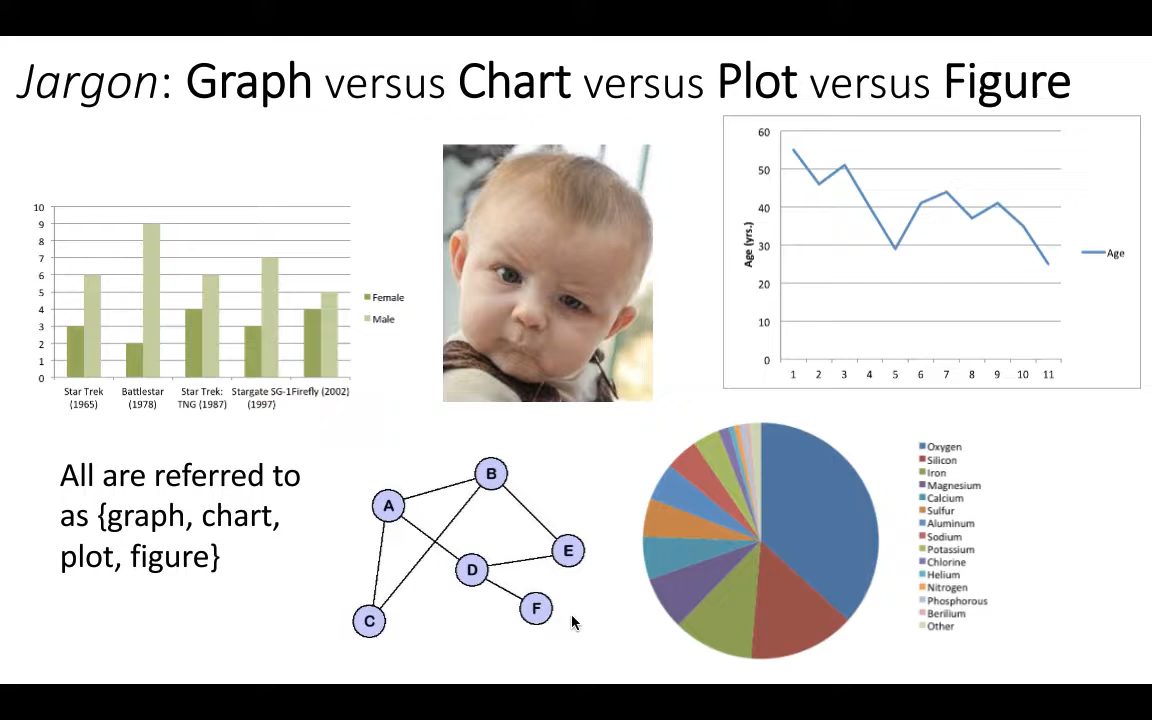 Jargon: Graph versus Chart versus Plot versus Figure
10
9
8
7
6
5
4
3
2
1
0
Star Trek (1965)
Battlestar (1978)
Star Trek: TNG (1987)
Stargate SG-1 (1997)
Firefly (2002)
Female
Male
60
50
40
30
20
10
0
Age (yrs.)
1 2 3 4 5 6 7 8 9 10 11
Age
All are referred to
as {graph, chart,
plot, figure}
A
B
C
D
E
F
Oxygen
Silicon
Iron
Magnesium
Calcium
Sulfur
Aluminum
Sodium
Potassium
Chlorine
Helium
Nitrogen
Phosphorous
Berilium
Other